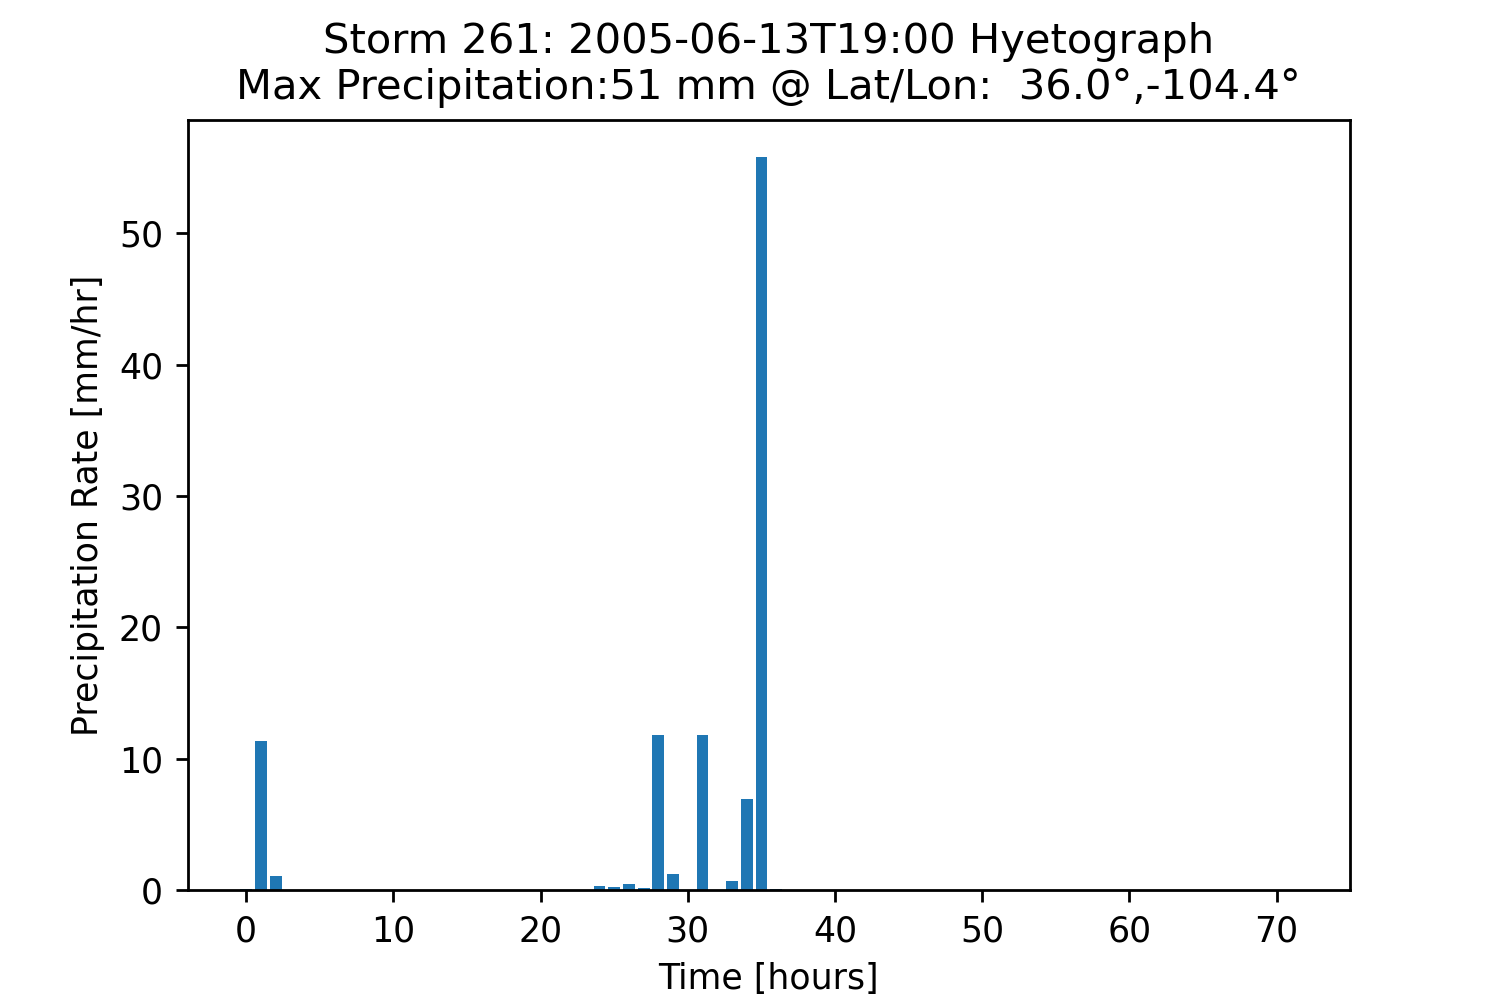 Storm 261: 2005-06-13T19:00 Hyetograph
Max Precipitation:51 mm @ Lat/Lon:  36.0°,-104.4°
Precipitation Rate [mm/hr]
50
40
30
20
10
0
0 10 20 30 40 50 60 70
Time [hours]